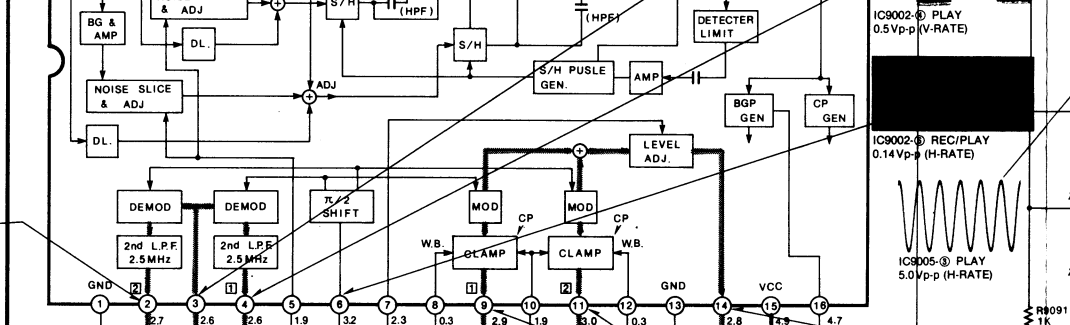 & ADJ
S/H
(HPF)
(HPF)
BG &
AMP
DL.
S/H
DETECTER
LIMIT
IC9002-④ PLAY
0.5Vp-p (V-RATE)
NOISE SLICE
& ADJ
ADJ
S/H PUSLE
GEN.
AMP
BGP
GEN
CP
GEN
DL.
LEVEL
ADJ.
IC9002-⑥ REC/PLAY
0.14Vp-p (H-RATE)
DEMOD
DEMOD
π/2
SHIFT
MOD
MOD
CP
CP
2nd L.P.F.
2.5MHz
2nd L.P.F.
2.5MHz
W.B.
CLAMP
CLAMP
W.B.
IC9005-③ PLAY
5.0Vp-p (H-RATE)
GND
2
1
1
2
GND
VCC
1 2 3 4 5 6 7 8 9 10 11 12 13 14 15 16
2.7 2.6 2.6 1.9 3.2 2.3 0.3 2.9 1.9 3.0 0.3 2.8 4.9 4.7
R9091
1K